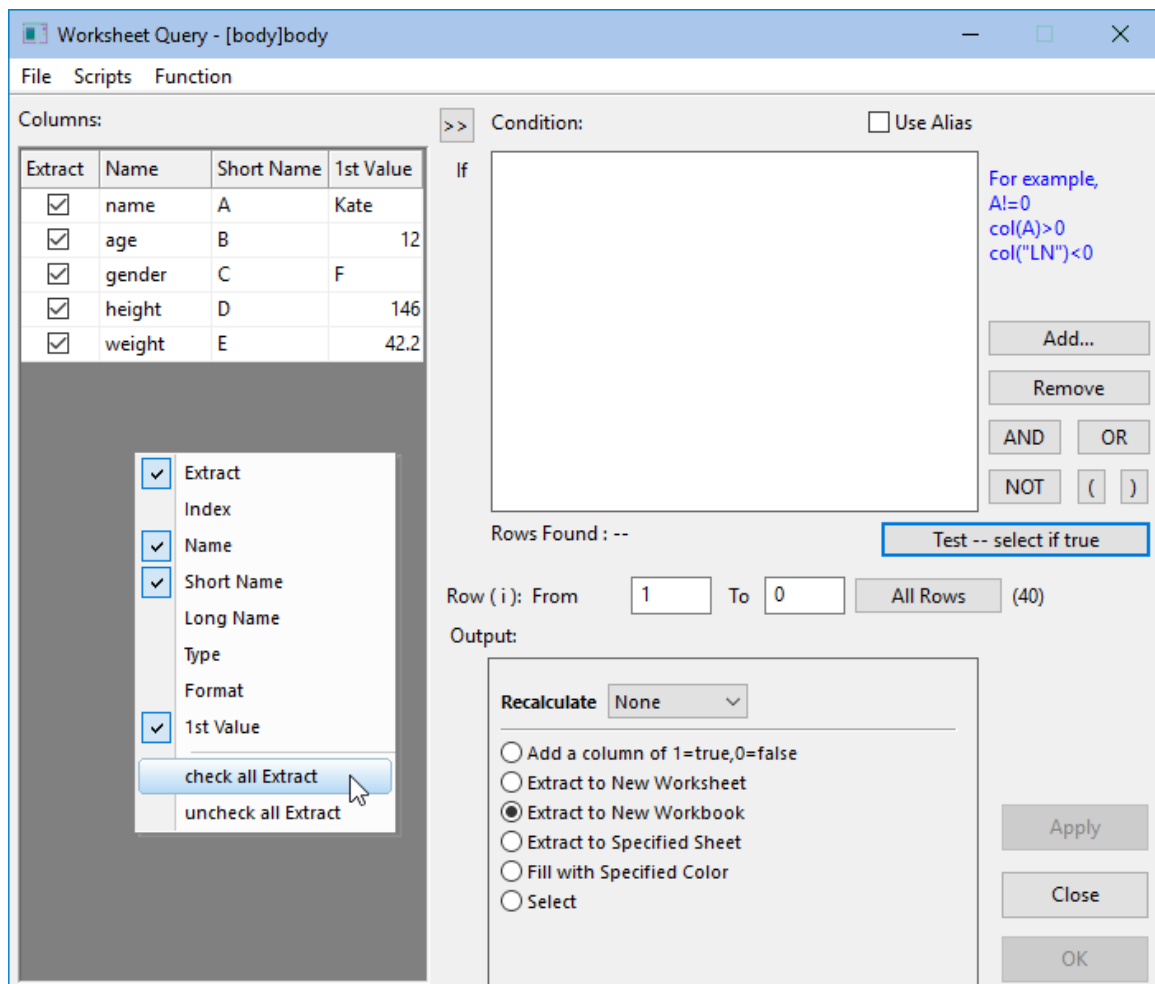 Worksheet Query - [body]body
File Scripts Function
Columns:
>>
Condition:
Use Alias
Extract Name Short Name 1st Value
name A Kate
age B 12
gender C F
height D 146
weight E 42.2
If
For example,
A!=0
col(A)>0
col("LN")<0
Add...
Remove
AND OR
NOT ( )
Extract
Index
Name
Short Name
Long Name
Type
Format
1st Value
check all Extract
uncheck all Extract
Rows Found : --
Test -- select if true
Row ( i ): From 1 To 0 All Rows (40)
Output:
Recalculate None
Add a column of 1=true,0=false
Extract to New Worksheet
Extract to New Workbook
Extract to Specified Sheet
Fill with Specified Color
Select
Apply
Close
OK